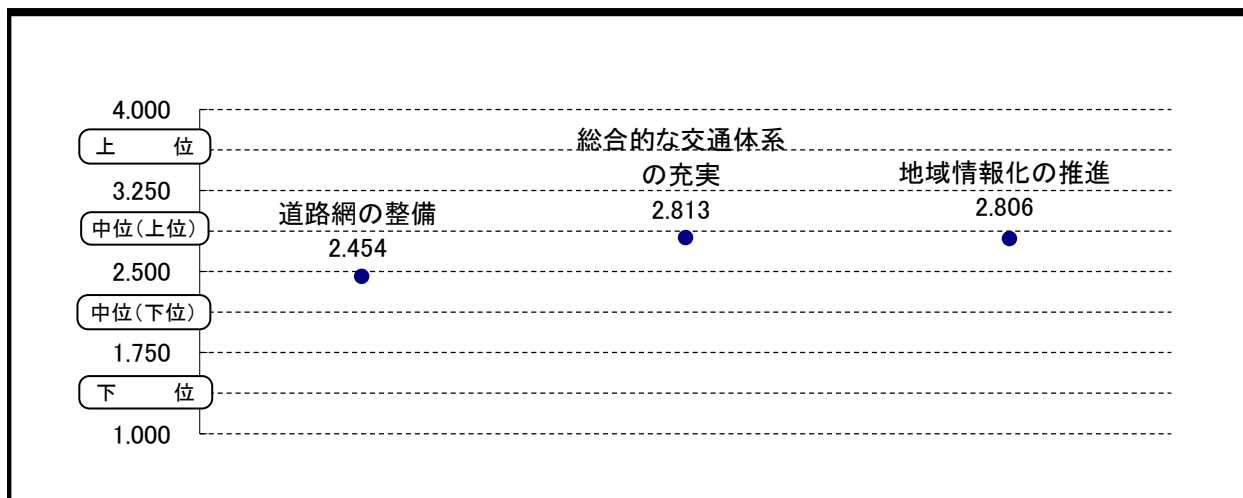 4.000
上　　位
3.250
中位(上位)
2.500
中位(下位)
1.750
下　　位
1.000
道路網の整備
2.454
総合的な交通体系
の充実
2.813
地域情報化の推進
2.806